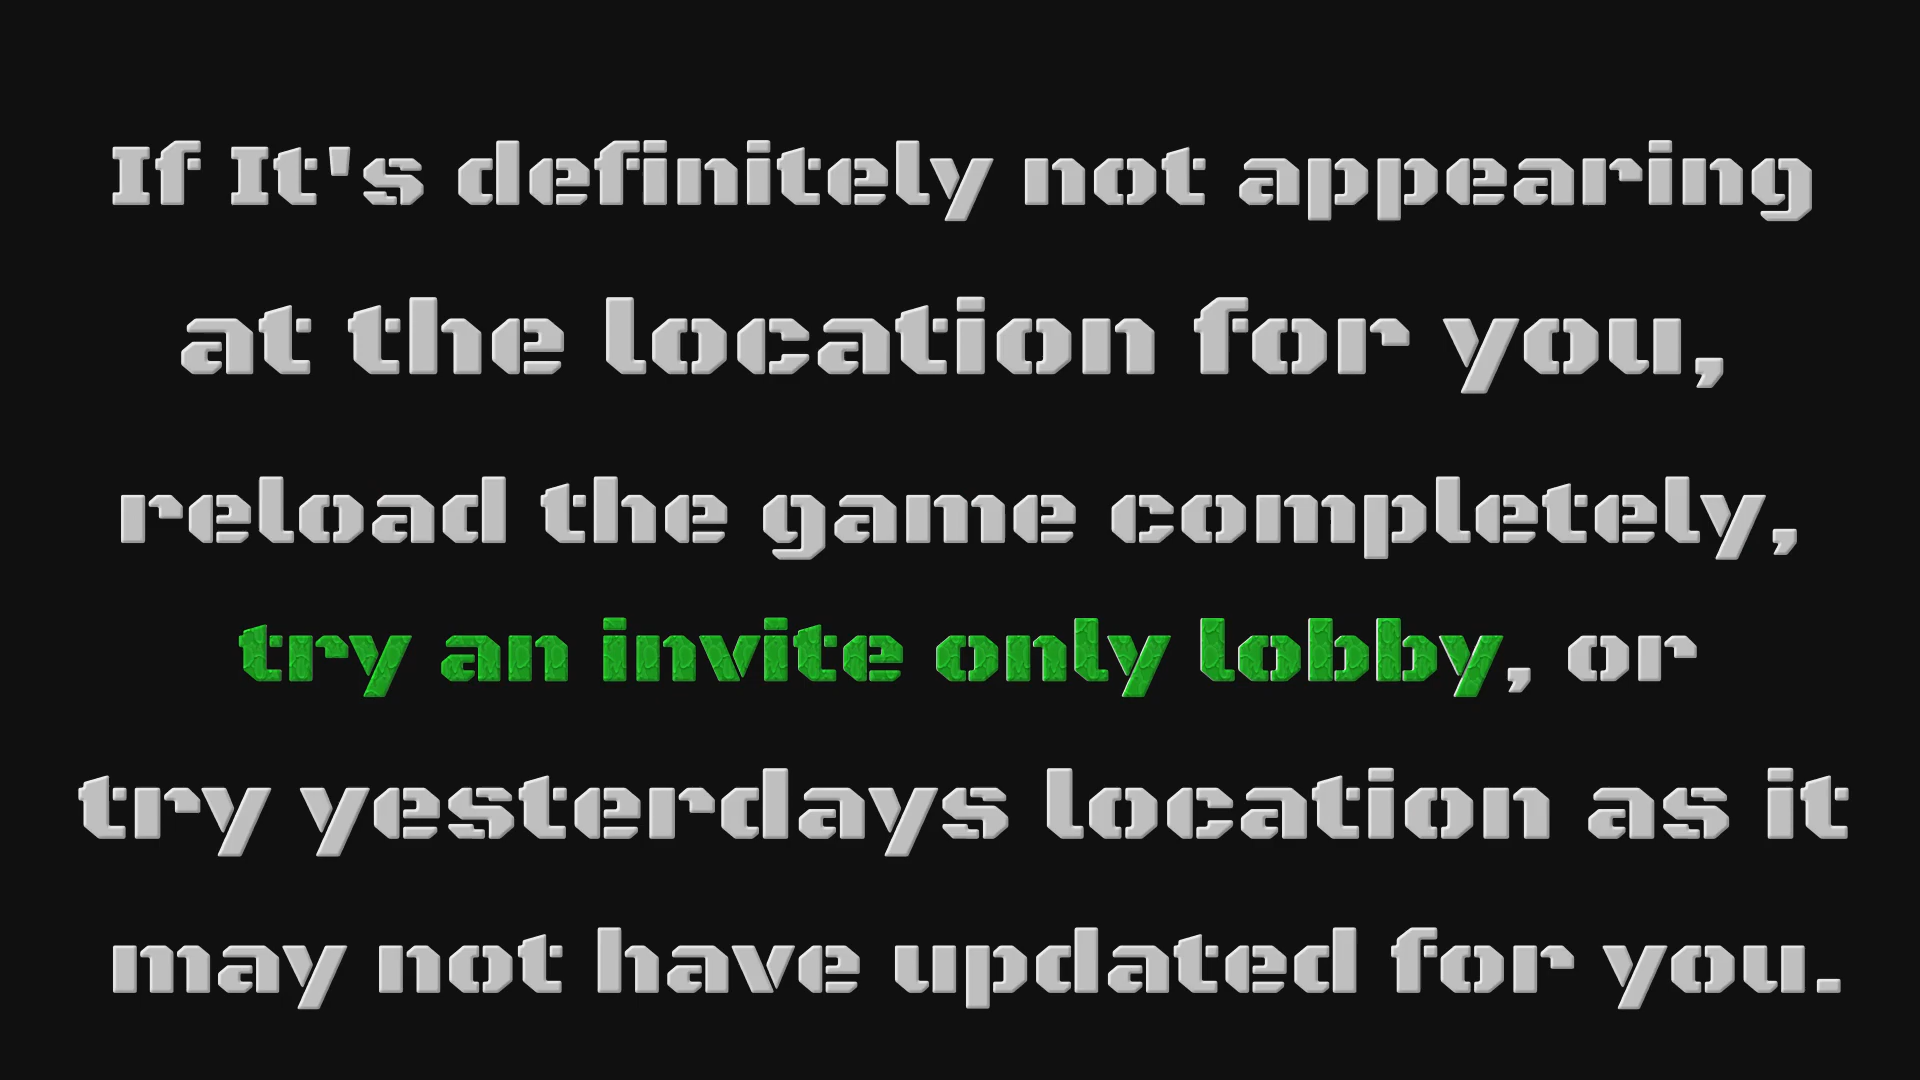 If It's definitely not appearing
at the location for you,
reload the game completely,
try an invite only lobby, or
try yesterdays location as it
may not have updated for you.